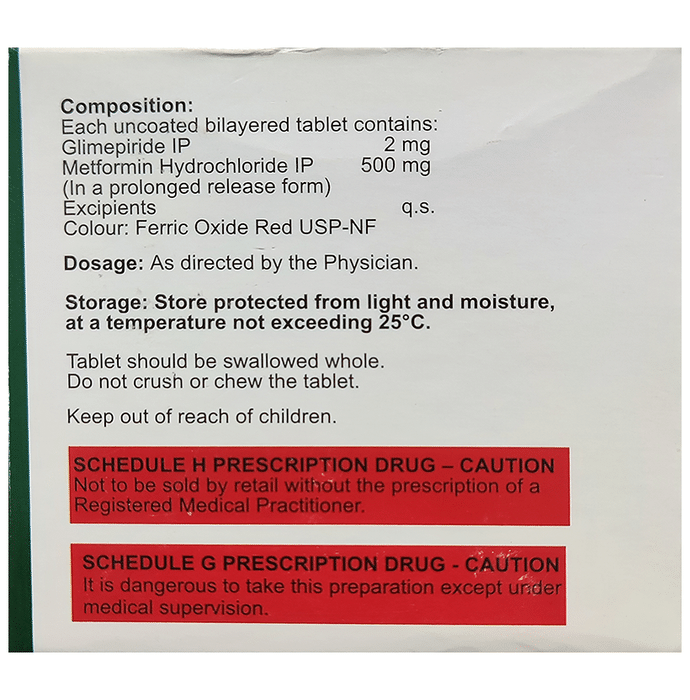 Composition:
Each uncoated bilayered tablet contains:
Glimepiride IP 2 mg
Metformin Hydrochloride IP 500 mg
(In a prolonged release form)
Excipients q.s.
Colour: Ferric Oxide Red USP-NF
Dosage: As directed by the Physician.
Storage: Store protected from light and moisture,
at a temperature not exceeding 25°C.
Tablet should be swallowed whole.
Do not crush or chew the tablet.
Keep out of reach of children.
SCHEDULE H PRESCRIPTION DRUG – CAUTION
Not to be sold by retail without the prescription of a
Registered Medical Practitioner.
SCHEDULE G PRESCRIPTION DRUG - CAUTION
It is dangerous to take this preparation except under
medical supervision.